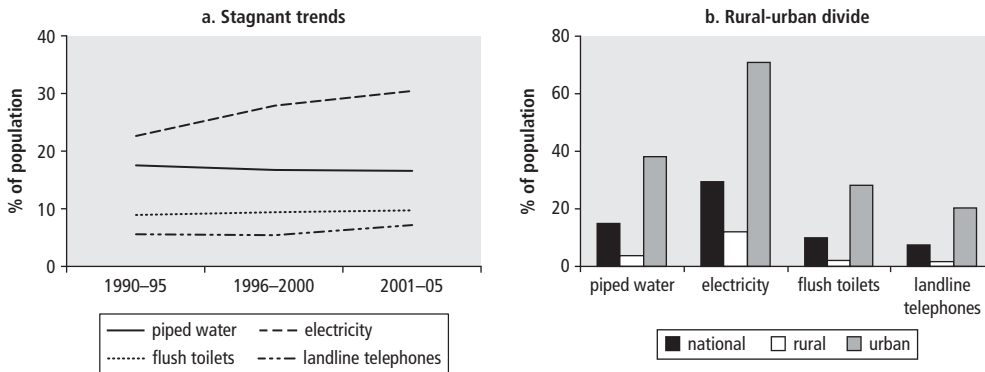 a. Stagnant trends
% of population
40
30
20
10
0
1990–95
1996–2000
2001–05
piped water
electricity
flush toilets
landline telephones
b. Rural-urban divide
% of population
80
60
40
20
0
piped water
electricity
flush toilets
landline
telephones
national
rural
urban